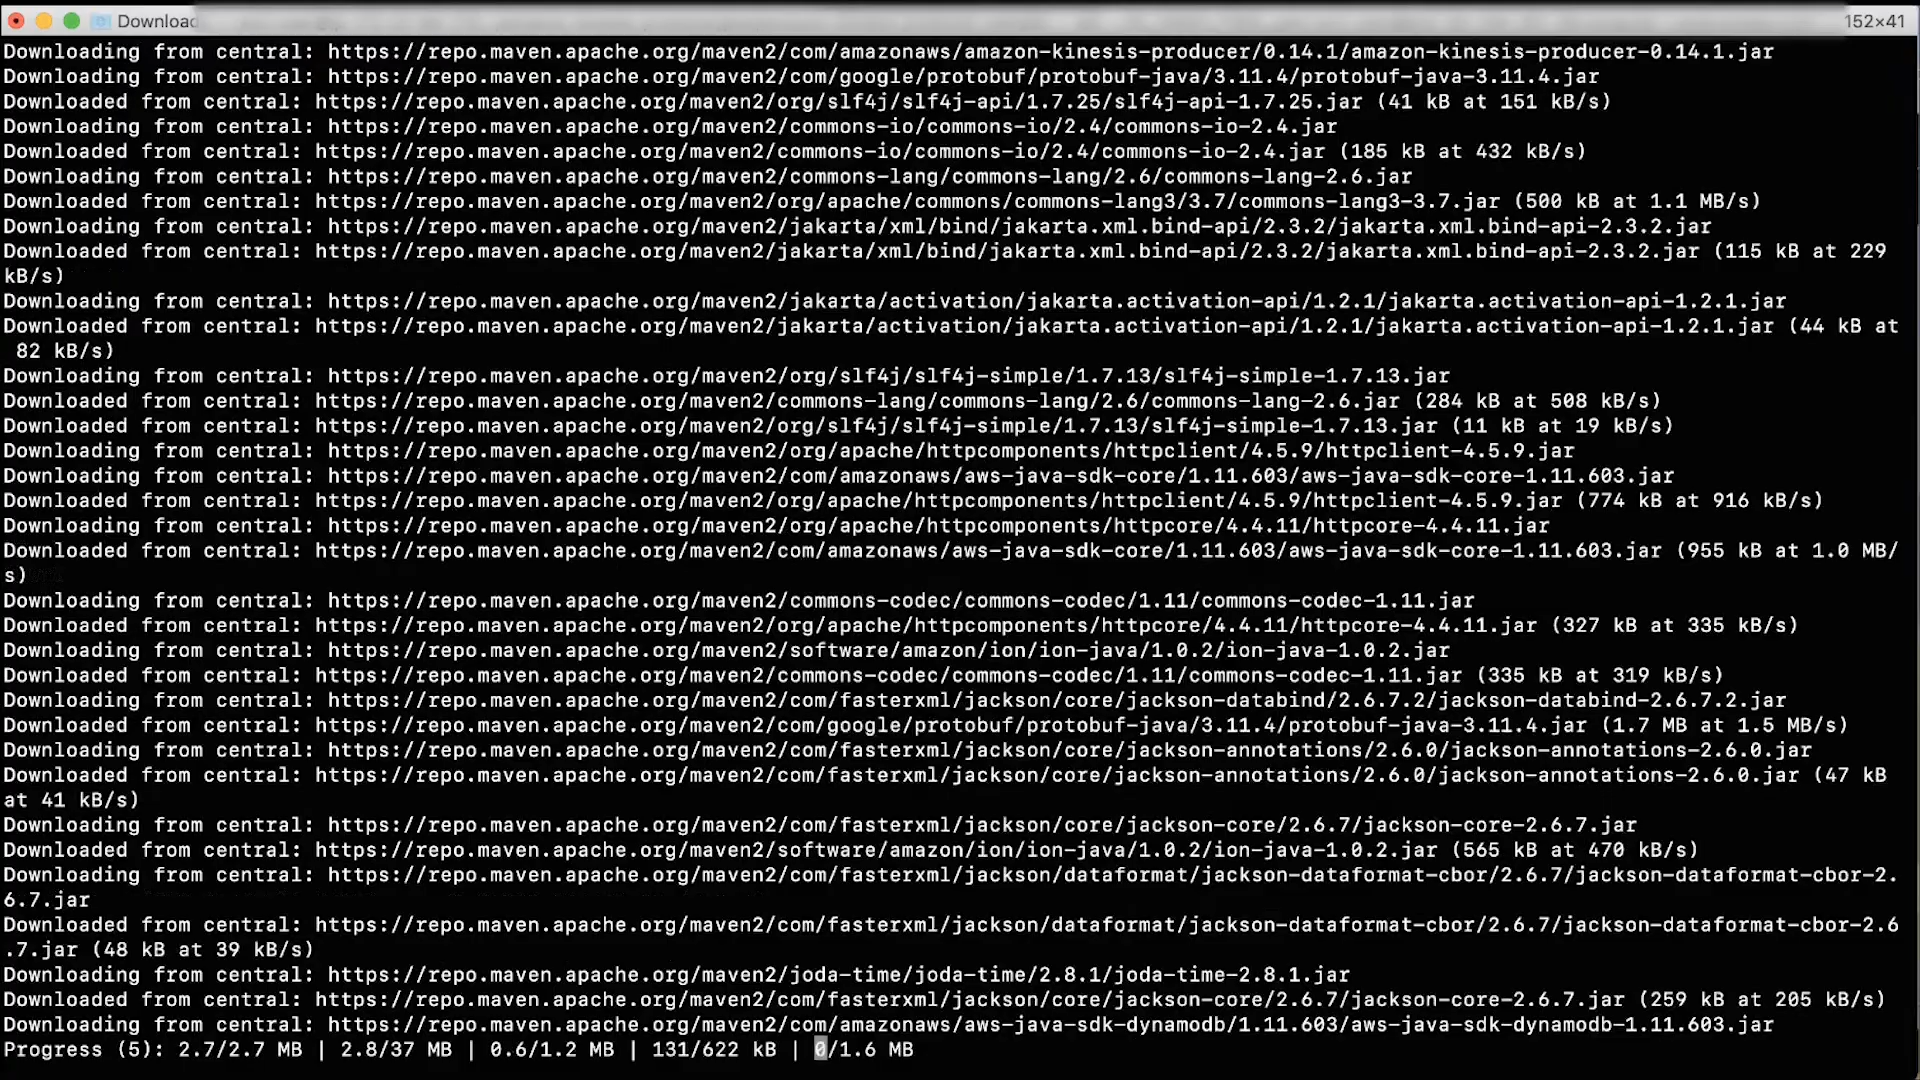 Downloa
152×41
Downloading from central: https://repo.maven.apache.org/maven2/com/amazonaws/amazon-kinesis-producer/0.14.1/amazon-kinesis-producer-0.14.1.jar
Downloading from central: https://repo.maven.apache.org/maven2/com/google/protobuf/protobuf-java/3.11.4/protobuf-java-3.11.4.jar
Downloaded from central: https://repo.maven.apache.org/maven2/org/slf4j/slf4j-api/1.7.25/slf4j-api-1.7.25.jar (41 kB at 151 kB/s)
Downloading from central: https://repo.maven.apache.org/maven2/commons-io/commons-io/2.4/commons-io-2.4.jar
Downloaded from central: https://repo.maven.apache.org/maven2/commons-io/commons-io/2.4/commons-io-2.4.jar (185 kB at 432 kB/s)
Downloading from central: https://repo.maven.apache.org/maven2/commons-lang/commons-lang/2.6/commons-lang-2.6.jar
Downloaded from central: https://repo.maven.apache.org/maven2/org/apache/commons/commons-lang3/3.7/commons-lang3-3.7.jar (500 kB at 1.1 MB/s)
Downloading from central: https://repo.maven.apache.org/maven2/jakarta/xml/bind/jakarta.xml.bind-api/2.3.2/jakarta.xml.bind-api-2.3.2.jar
Downloaded from central: https://repo.maven.apache.org/maven2/jakarta/xml/bind/jakarta.xml.bind-api/2.3.2/jakarta.xml.bind-api-2.3.2.jar (115 kB at 229
kB/s)
Downloading from central: https://repo.maven.apache.org/maven2/jakarta/activation/jakarta.activation-api/1.2.1/jakarta.activation-api-1.2.1.jar
Downloaded from central: https://repo.maven.apache.org/maven2/jakarta/activation/jakarta.activation-api/1.2.1/jakarta.activation-api-1.2.1.jar (44 kB at
82 kB/s)
Downloading from central: https://repo.maven.apache.org/maven2/org/slf4j/slf4j-simple/1.7.13/slf4j-simple-1.7.13.jar
Downloaded from central: https://repo.maven.apache.org/maven2/commons-lang/commons-lang/2.6/commons-lang-2.6.jar (284 kB at 508 kB/s)
Downloaded from central: https://repo.maven.apache.org/maven2/org/slf4j/slf4j-simple/1.7.13/slf4j-simple-1.7.13.jar (11 kB at 19 kB/s)
Downloading from central: https://repo.maven.apache.org/maven2/org/apache/httpcomponents/httpclient/4.5.9/httpclient-4.5.9.jar
Downloading from central: https://repo.maven.apache.org/maven2/com/amazonaws/aws-java-sdk-core/1.11.603/aws-java-sdk-core-1.11.603.jar
Downloaded from central: https://repo.maven.apache.org/maven2/org/apache/httpcomponents/httpclient/4.5.9/httpclient-4.5.9.jar (774 kB at 916 kB/s)
Downloading from central: https://repo.maven.apache.org/maven2/org/apache/httpcomponents/httpcore/4.4.11/httpcore-4.4.11.jar
Downloaded from central: https://repo.maven.apache.org/maven2/com/amazonaws/aws-java-sdk-core/1.11.603/aws-java-sdk-core-1.11.603.jar (955 kB at 1.0 MB/
s)
Downloading from central: https://repo.maven.apache.org/maven2/commons-codec/commons-codec/1.11/commons-codec-1.11.jar
Downloaded from central: https://repo.maven.apache.org/maven2/org/apache/httpcomponents/httpcore/4.4.11/httpcore-4.4.11.jar (327 kB at 335 kB/s)
Downloading from central: https://repo.maven.apache.org/maven2/software/amazon/ion/ion-java/1.0.2/ion-java-1.0.2.jar
Downloaded from central: https://repo.maven.apache.org/maven2/commons-codec/commons-codec/1.11/commons-codec-1.11.jar (335 kB at 319 kB/s)
Downloading from central: https://repo.maven.apache.org/maven2/com/fasterxml/jackson/core/jackson-databind/2.6.7.2/jackson-databind-2.6.7.2.jar
Downloaded from central: https://repo.maven.apache.org/maven2/com/google/protobuf/protobuf-java/3.11.4/protobuf-java-3.11.4.jar (1.7 MB at 1.5 MB/s)
Downloading from central: https://repo.maven.apache.org/maven2/com/fasterxml/jackson/core/jackson-annotations/2.6.0/jackson-annotations-2.6.0.jar
Downloaded from central: https://repo.maven.apache.org/maven2/com/fasterxml/jackson/core/jackson-annotations/2.6.0/jackson-annotations-2.6.0.jar (47 kB
at 41 kB/s)
Downloading from central: https://repo.maven.apache.org/maven2/com/fasterxml/jackson/core/jackson-core/2.6.7/jackson-core-2.6.7.jar
Downloaded from central: https://repo.maven.apache.org/maven2/software/amazon/ion/ion-java/1.0.2/ion-java-1.0.2.jar (565 kB at 470 kB/s)
Downloading from central: https://repo.maven.apache.org/maven2/com/fasterxml/jackson/dataformat/jackson-dataformat-cbor/2.6.7/jackson-dataformat-cbor-2.
6.7.jar
Downloaded from central: https://repo.maven.apache.org/maven2/com/fasterxml/jackson/dataformat/jackson-dataformat-cbor/2.6.7/jackson-dataformat-cbor-2.6
.7.jar (48 kB at 39 kB/s)
Downloading from central: https://repo.maven.apache.org/maven2/joda-time/joda-time/2.8.1/joda-time-2.8.1.jar
Downloaded from central: https://repo.maven.apache.org/maven2/com/fasterxml/jackson/core/jackson-core/2.6.7/jackson-core-2.6.7.jar (259 kB at 205 kB/s)
Downloading from central: https://repo.maven.apache.org/maven2/com/amazonaws/aws-java-sdk-dynamodb/1.11.603/aws-java-sdk-dynamodb-1.11.603.jar
Progress (5): 2.7/2.7 MB | 2.8/37 MB | 0.6/1.2 MB | 131/622 kB | 0/1.6 MB